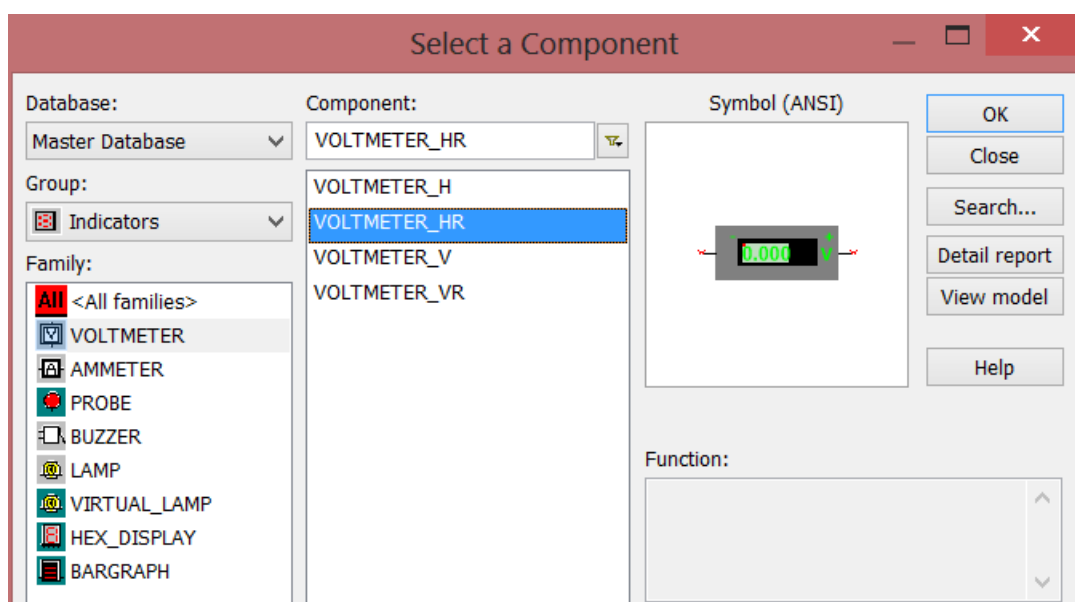 Select a Component
Database:
Master Database
Group:
Indicators
Family:
All <All families>
VOLTMETER
A AMMETER
PROBE
BUZZER
LAMP
VIRTUAL_LAMP
HEX_DISPLAY
BARGRAPH
Component:
VOLTMETER_HR
VOLTMETER_H
VOLTMETER_HR
VOLTMETER_V
VOLTMETER_VR
Symbol (ANSI)
- +
0.000 V
Function:
OK
Close
Search...
Detail report
View model
Help